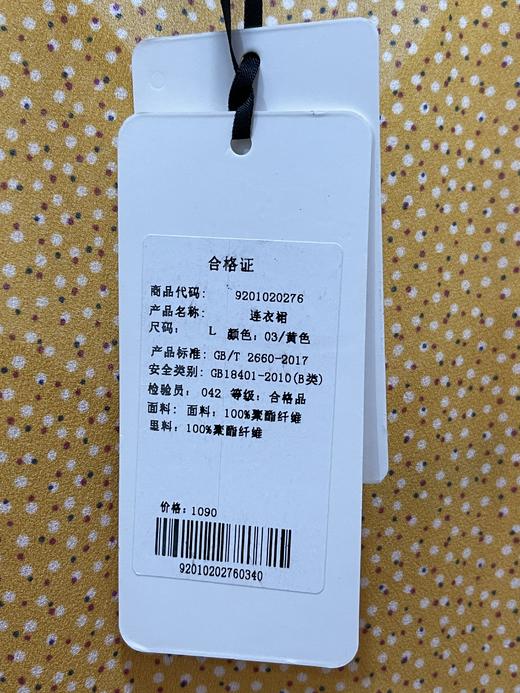 合格证
商品代码: 9201020276
产品名称: 连衣裙
尺码: L 颜色: 03/黄色
产品标准: GB/T 2660-2017
安全类别: GB18401-2010(B类)
检验员: 042 等级: 合格品
面料: 面料: 100%聚酯纤维
里料: 100%聚酯纤维
价格: 1090
92010202760340